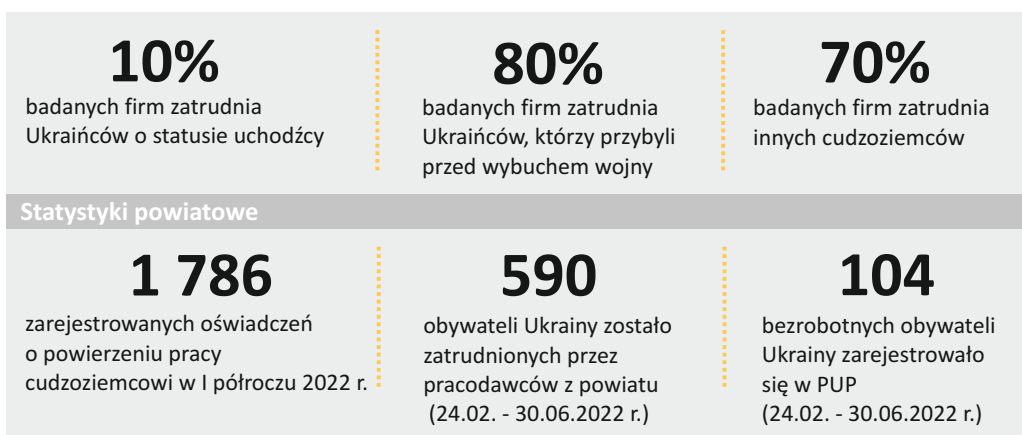 10%
badanych firm zatrudnia
Ukraińców o statusie uchodźcy
80%
badanych firm zatrudnia
Ukraińców, którzy przybyli
przed wybuchem wojny
70%
badanych firm zatrudnia
innych cudzoziemców
Statystyki powiatowe
1 786
zarejestrowanych oświadczeń
o powierzeniu pracy
cudzoziemcowi w I półroczu 2022 r.
590
obywateli Ukrainy zostało
zatrudnionych przez
pracodawców z powiatu
(24.02. - 30.06.2022 r.)
104
bezrobotnych obywateli
Ukrainy zarejestrowało
się w PUP
(24.02. - 30.06.2022 r.)